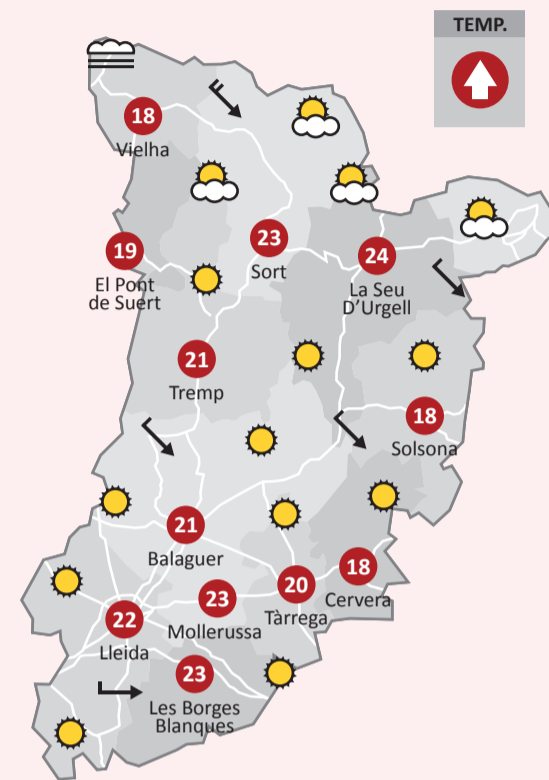 TEMP.
18
Vielha
19
El Pont
de Suert
23
Sort
24
La Seu
D'Urgell
21
Tremp
18
Solsona
21
Balaguer
18
Cervera
20
Tàrrega
23
Mollerussa
22
Lleida
23
Les Borges
Blanques